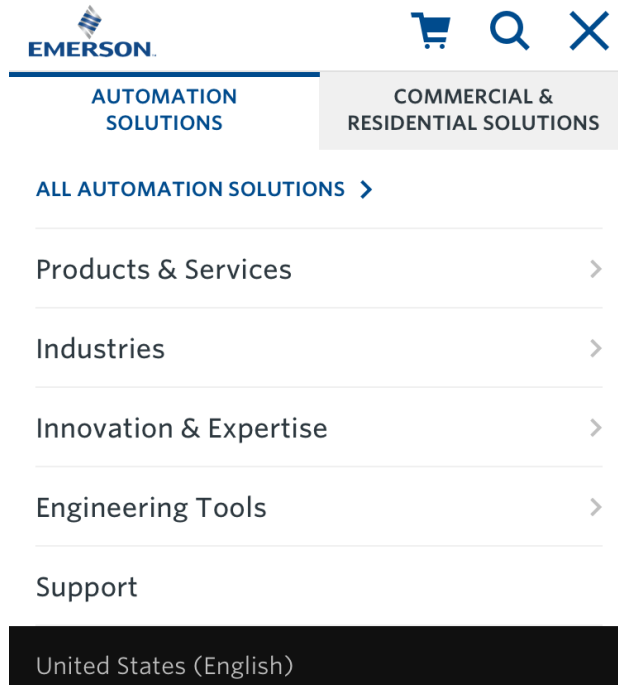 EMERSON™
AUTOMATION
SOLUTIONS
COMMERCIAL &
RESIDENTIAL SOLUTIONS
ALL AUTOMATION SOLUTIONS
Products & Services
Industries
Innovation & Expertise
Engineering Tools
Support
United States (English)